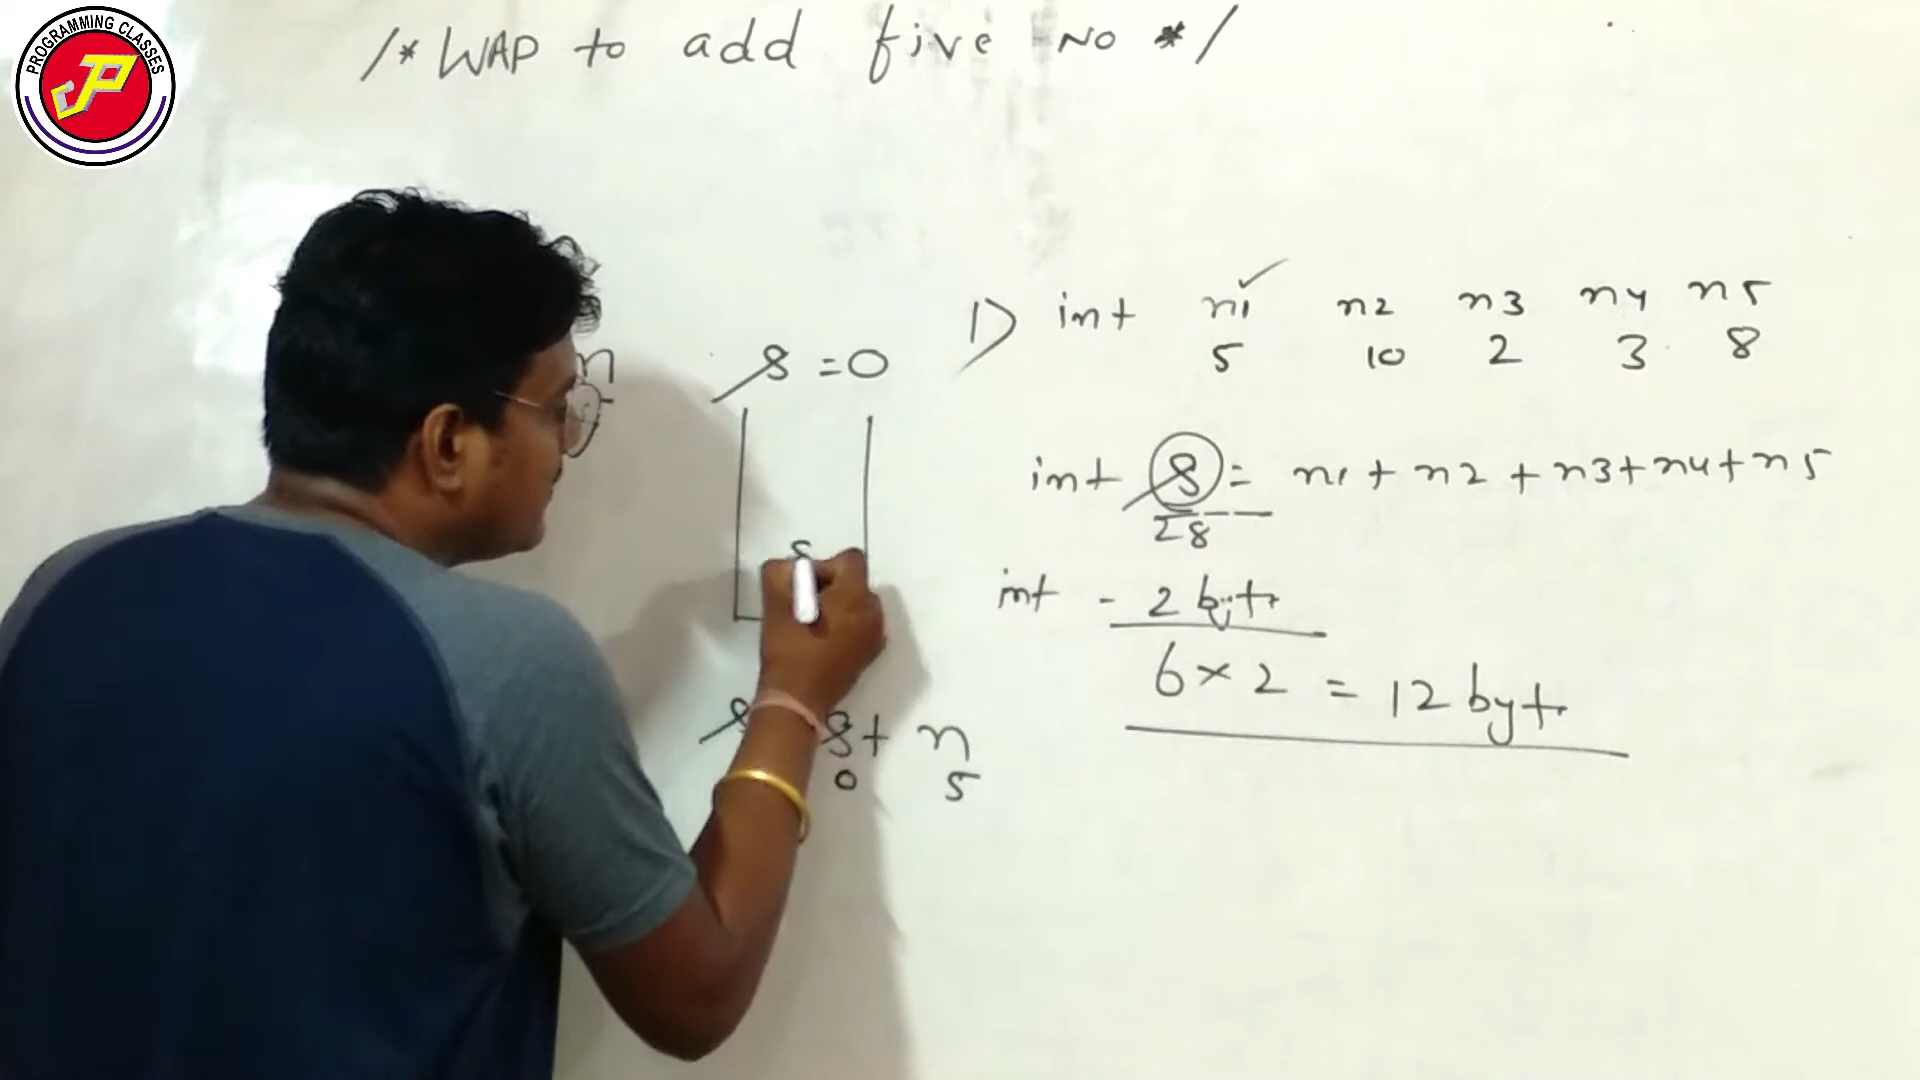 PROGRAMMING CLASSES
JP
/* WAP to add five No */
n s = 0
1) int n1 n2 n3 n4 n5
5 10 2 3 8
int s = n1 + n2 + n3 + n4 + n5
28
int - 2 byte
6 × 2 = 12 byte
s s + n
0 5